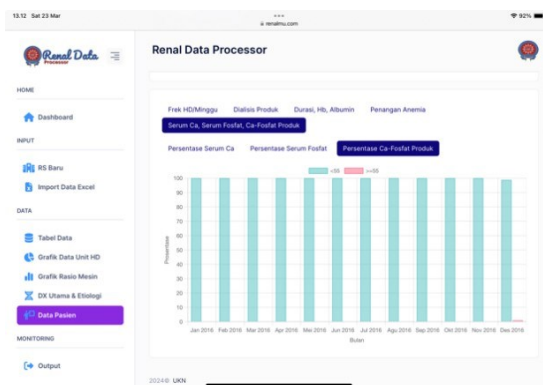 13.12 Sat 23 Mar
renalmu.com
92%
Renal Data
Processor
Renal Data Processor
HOME
Dashboard
INPUT
RS Baru
Import Data Excel
DATA
Tabel Data
Grafik Data Unit HD
Grafik Rasio Mesin
DX Utama & Etiologi
Data Pasien
MONITORING
Output
Frek HD/Minggu Dialisis Produk Durasi, Hb, Albumin Penangan Anemia
Serum Ca, Serum Fosfat, Ca-Fosfat Produk
Persentase Serum Ca Persentase Serum Fosfat Persentase Ca-Fosfat Produk
100
90
80
70
60
50
40
30
20
10
0
Jan 2016 Feb 2016 Mar 2016 Apr 2016 Mei 2016 Jun 2016 Jul 2016 Agu 2016 Sep 2016 Okt 2016 Nov 2016 Des 2016
Bulan
2024© UKN